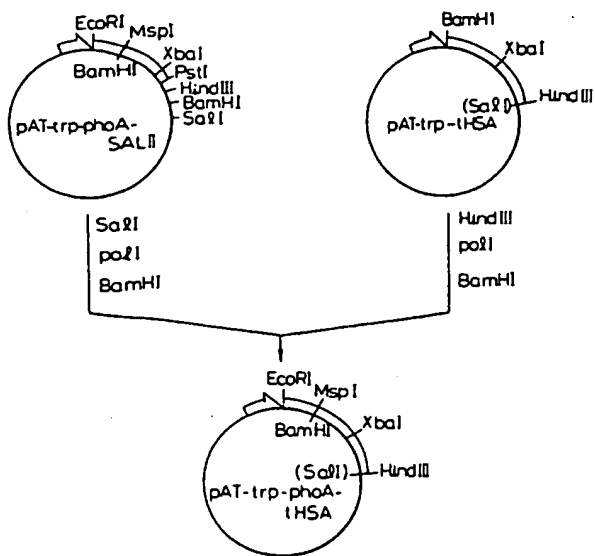 EcoRI
MspI
XbaI
PstI
HindIII
BamHI
SalI
BamHI
pAT-trp-phoA-
SALII
BamHI
XbaI
HindIII
(SalI)
pAT-trp-tHSA
SalI
polI
BamHI
HindIII
polI
BamHI
EcoRI
MspI
BamHI
XbaI
(SalI)
HindIII
pAT-trp-phoA-
tHSA